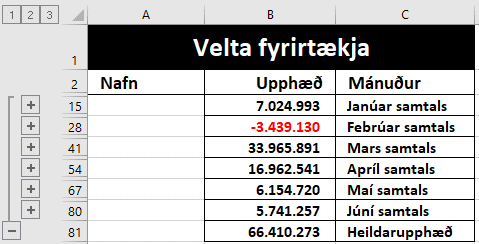 1 2 3 A B C
1 Velta fyrirtækja
2 Nafn Upphæð Mánuður
15 7.024.993 Janúar samtals
28 -3.439.130 Febrúar samtals
41 33.965.891 Mars samtals
54 16.962.541 Apríl samtals
67 6.154.720 Maí samtals
80 5.741.257 Júní samtals
81 66.410.273 Heildarupphæð